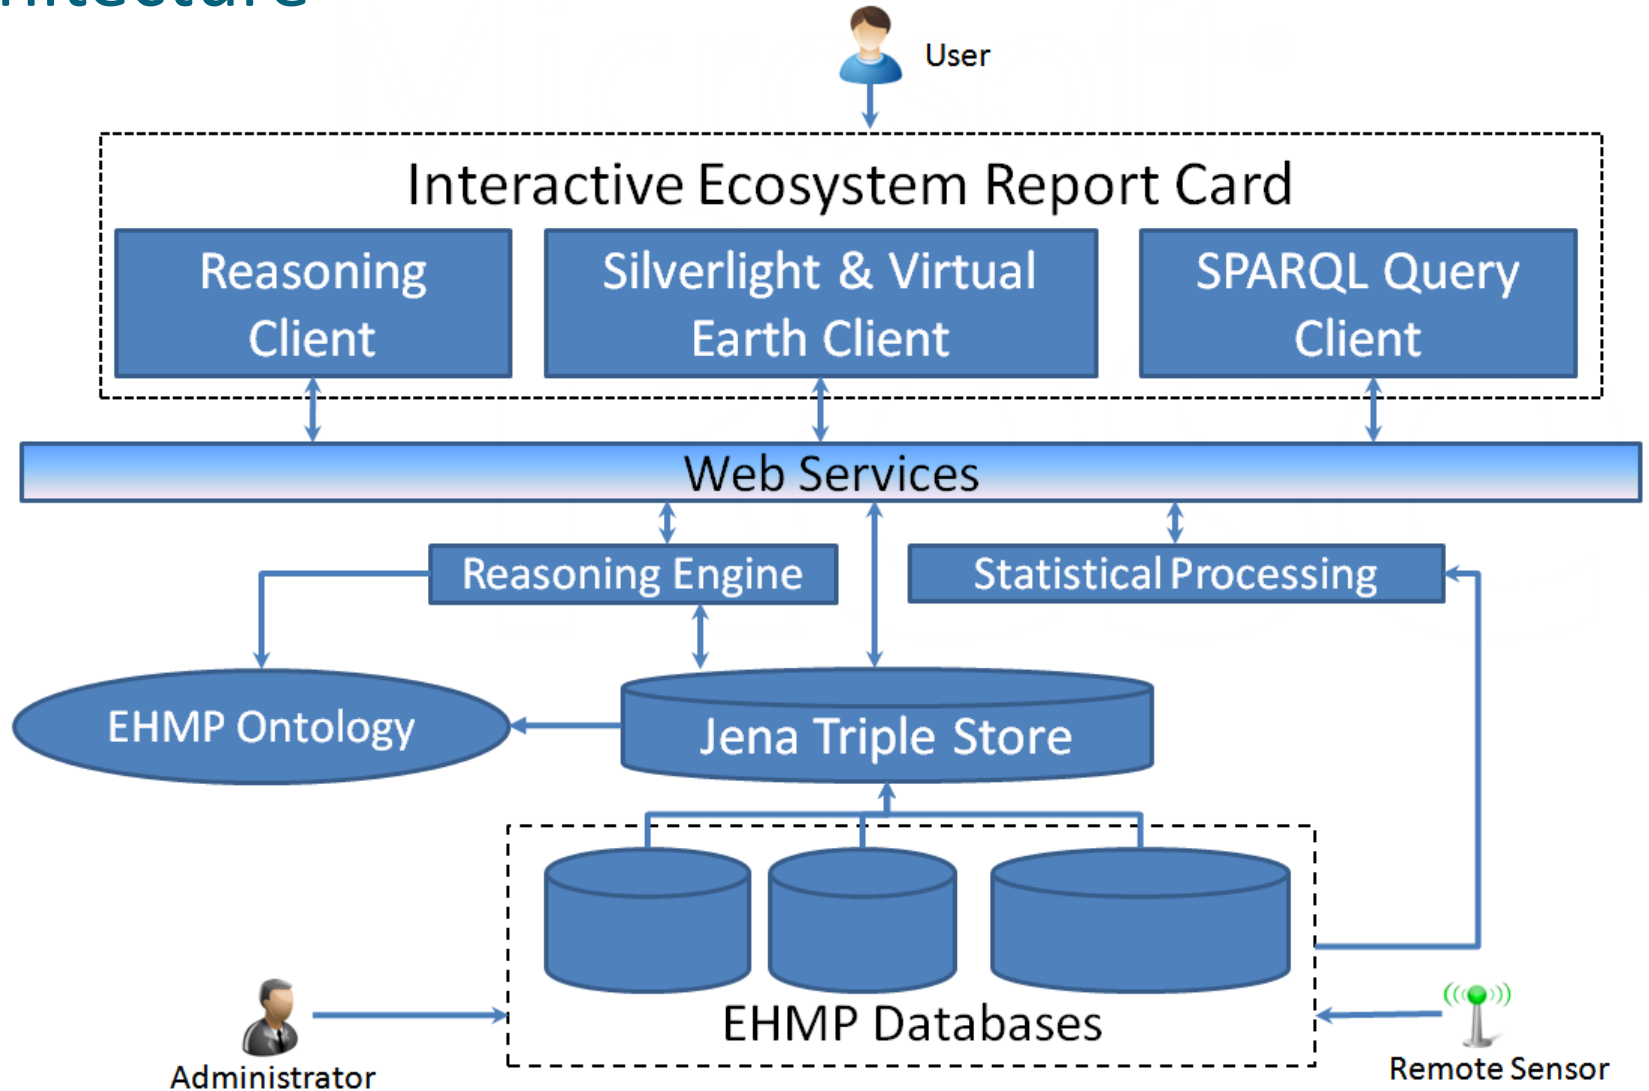 User
Interactive Ecosystem Report Card
Reasoning
Client
Silverlight & Virtual
Earth Client
SPARQL Query
Client
Web Services
Reasoning Engine
Statistical Processing
EHMP Ontology
Jena Triple Store
EHMP Databases
Administrator
Remote Sensor